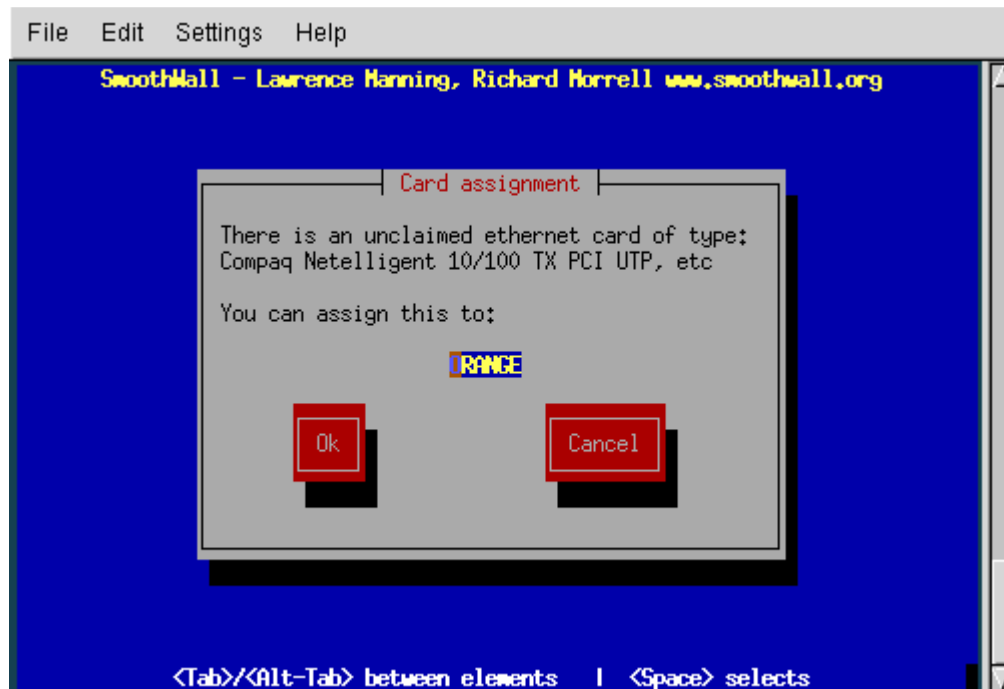 File Edit Settings Help
SmoothWall - Lawrence Manning, Richard Morrell www.smoothwall.org
Card assignment
There is an unclaimed ethernet card of type:
Compaq Netelligent 10/100 TX PCI UTP, etc
You can assign this to:
ORANGE
Ok Cancel
<Tab>/<Alt-Tab> between elements | <Space> selects